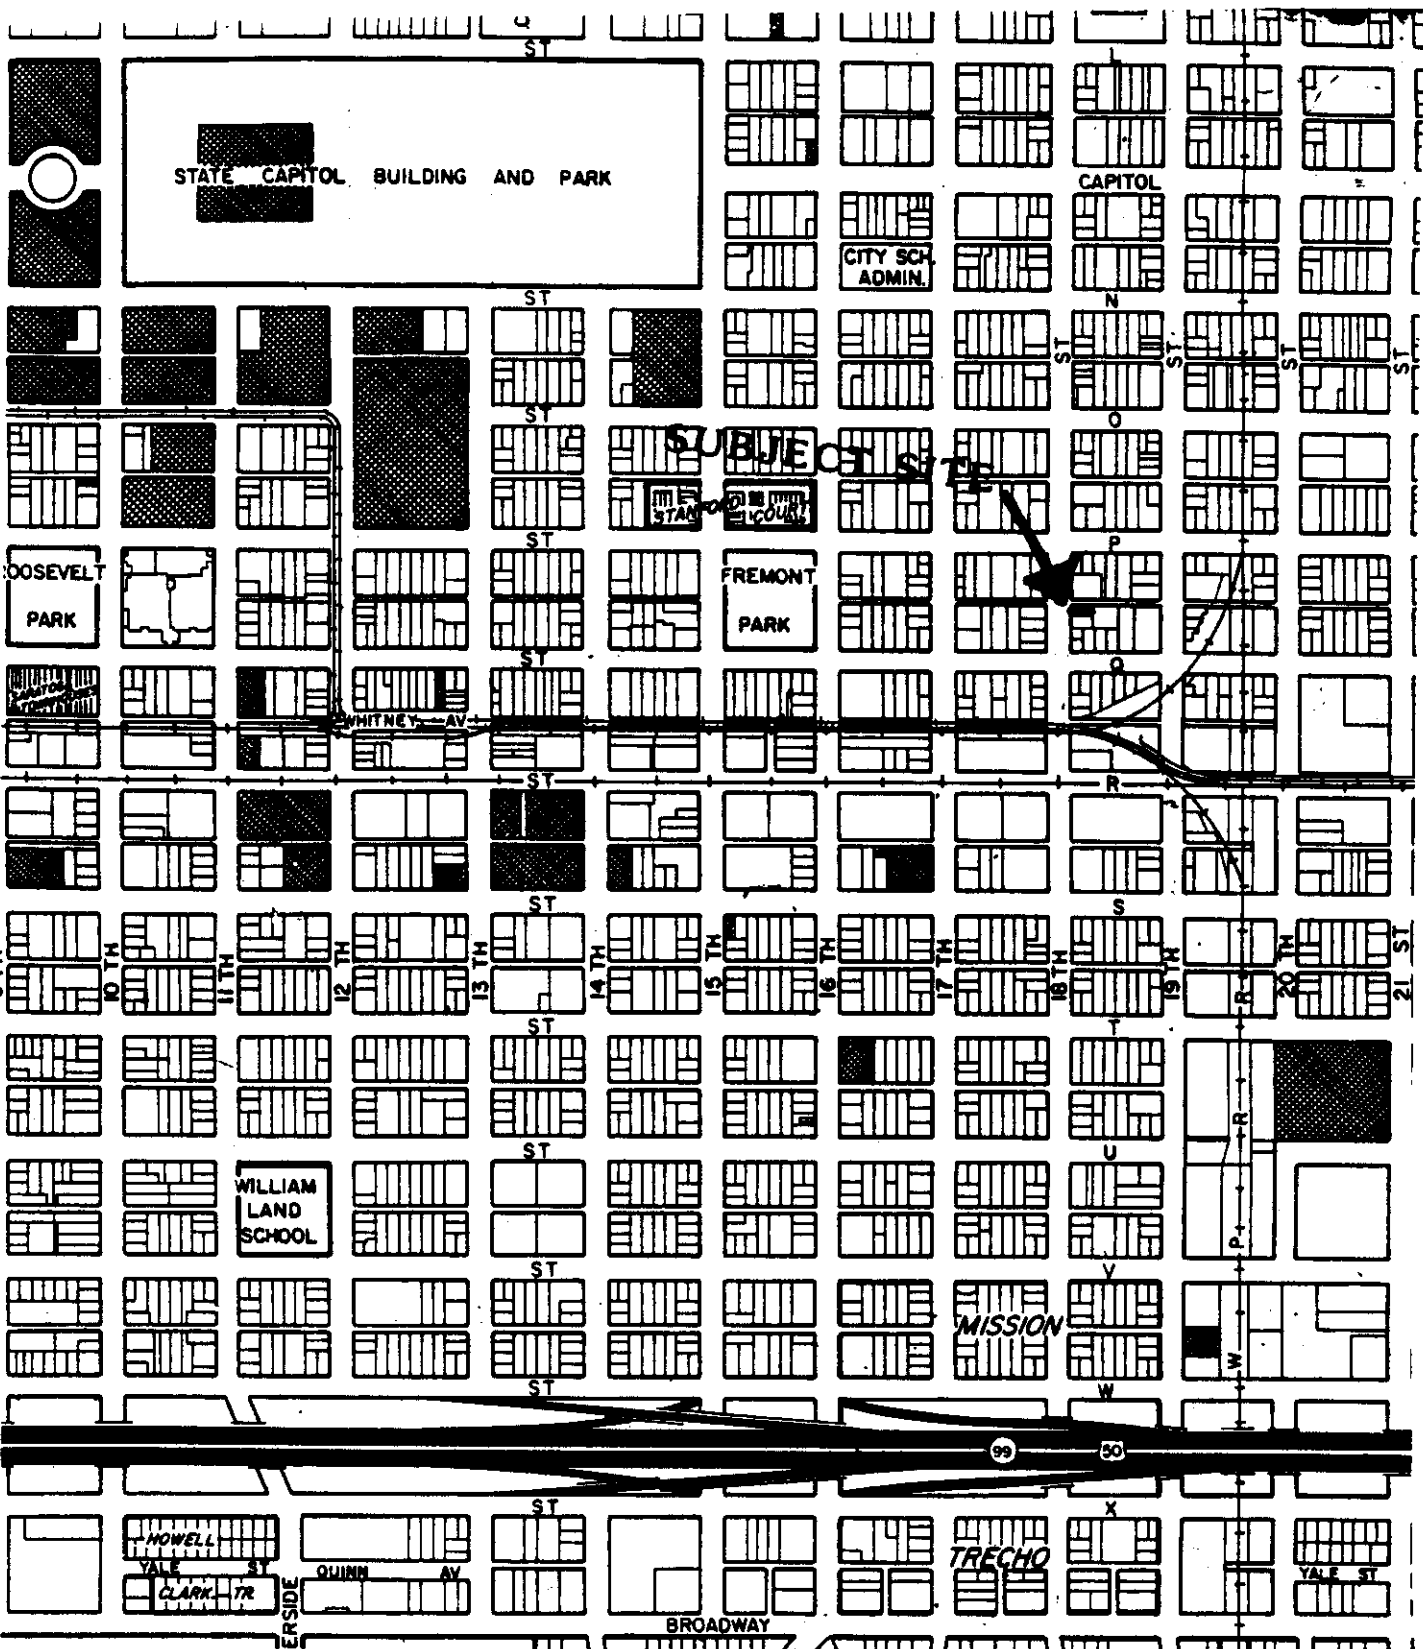 ST
L
STATE CAPITOL BUILDING AND PARK
CAPITOL
CITY SCH.
ADMIN.
ST
N
ST
ST
ST
ST
ST
O
SUBJECT SITE
STANFORD COURT
ST
P
OOSEVELT
PARK
FREMONT
PARK
ST
Q
SARATOGA
TOWNHOUSES
WHITNEY AV
ST
R
ST
S
10 TH
11 TH
12 TH
13 TH
14 TH
15 TH
16 TH
17 TH
18 TH
19 TH
20 TH
21 ST
R
ST
T
R
ST
U
WILLIAM
LAND
SCHOOL
P
ST
V
MISSION
W
ST
W
99
50
ST
X
HOWELL
YALE ST
CLARK TR
ERSIDE
QUINN AV
TRECHO
YALE ST
BROADWAY